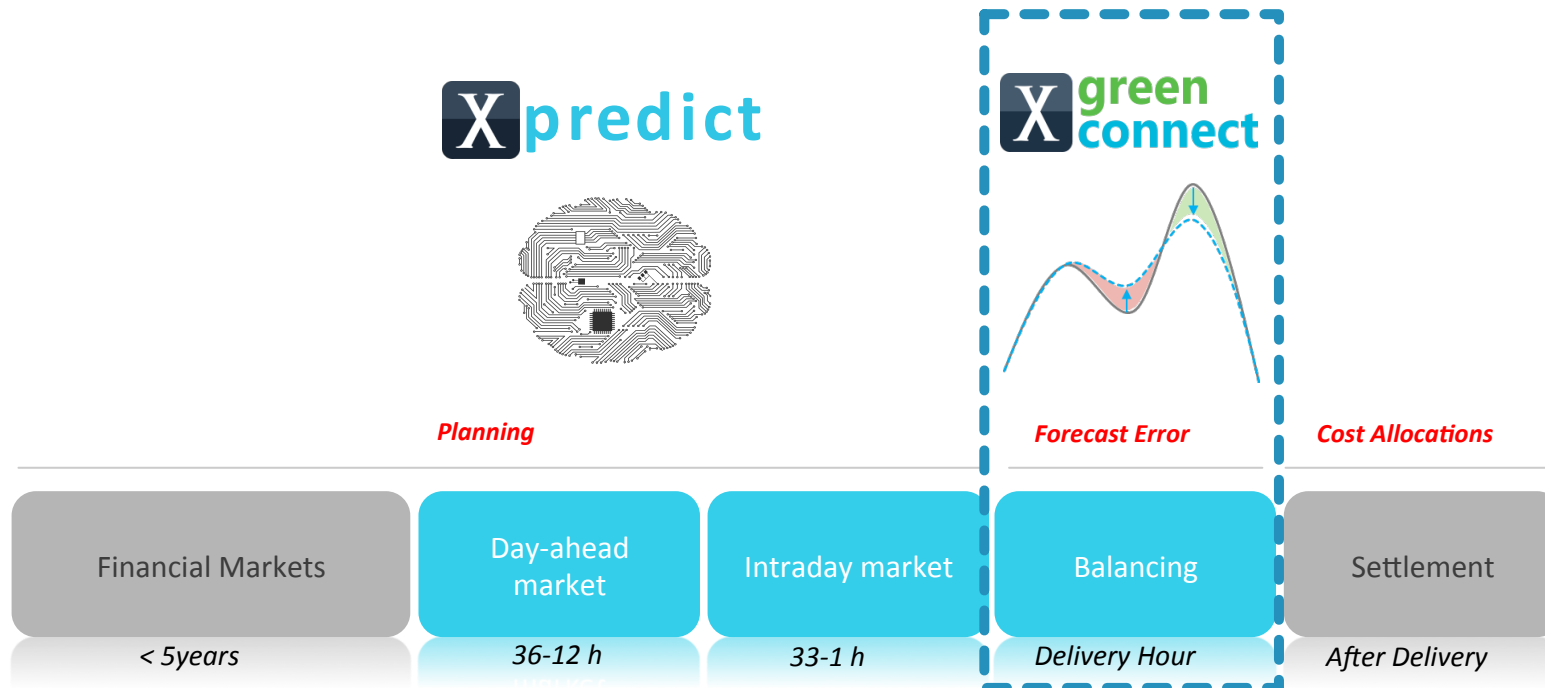 X predict
X green
connect
Planning
Forecast Error
Cost Allocations
Financial Markets
Day-ahead
market
Intraday market
Balancing
Settlement
< 5years
36-12 h
33-1 h
Delivery Hour
After Delivery